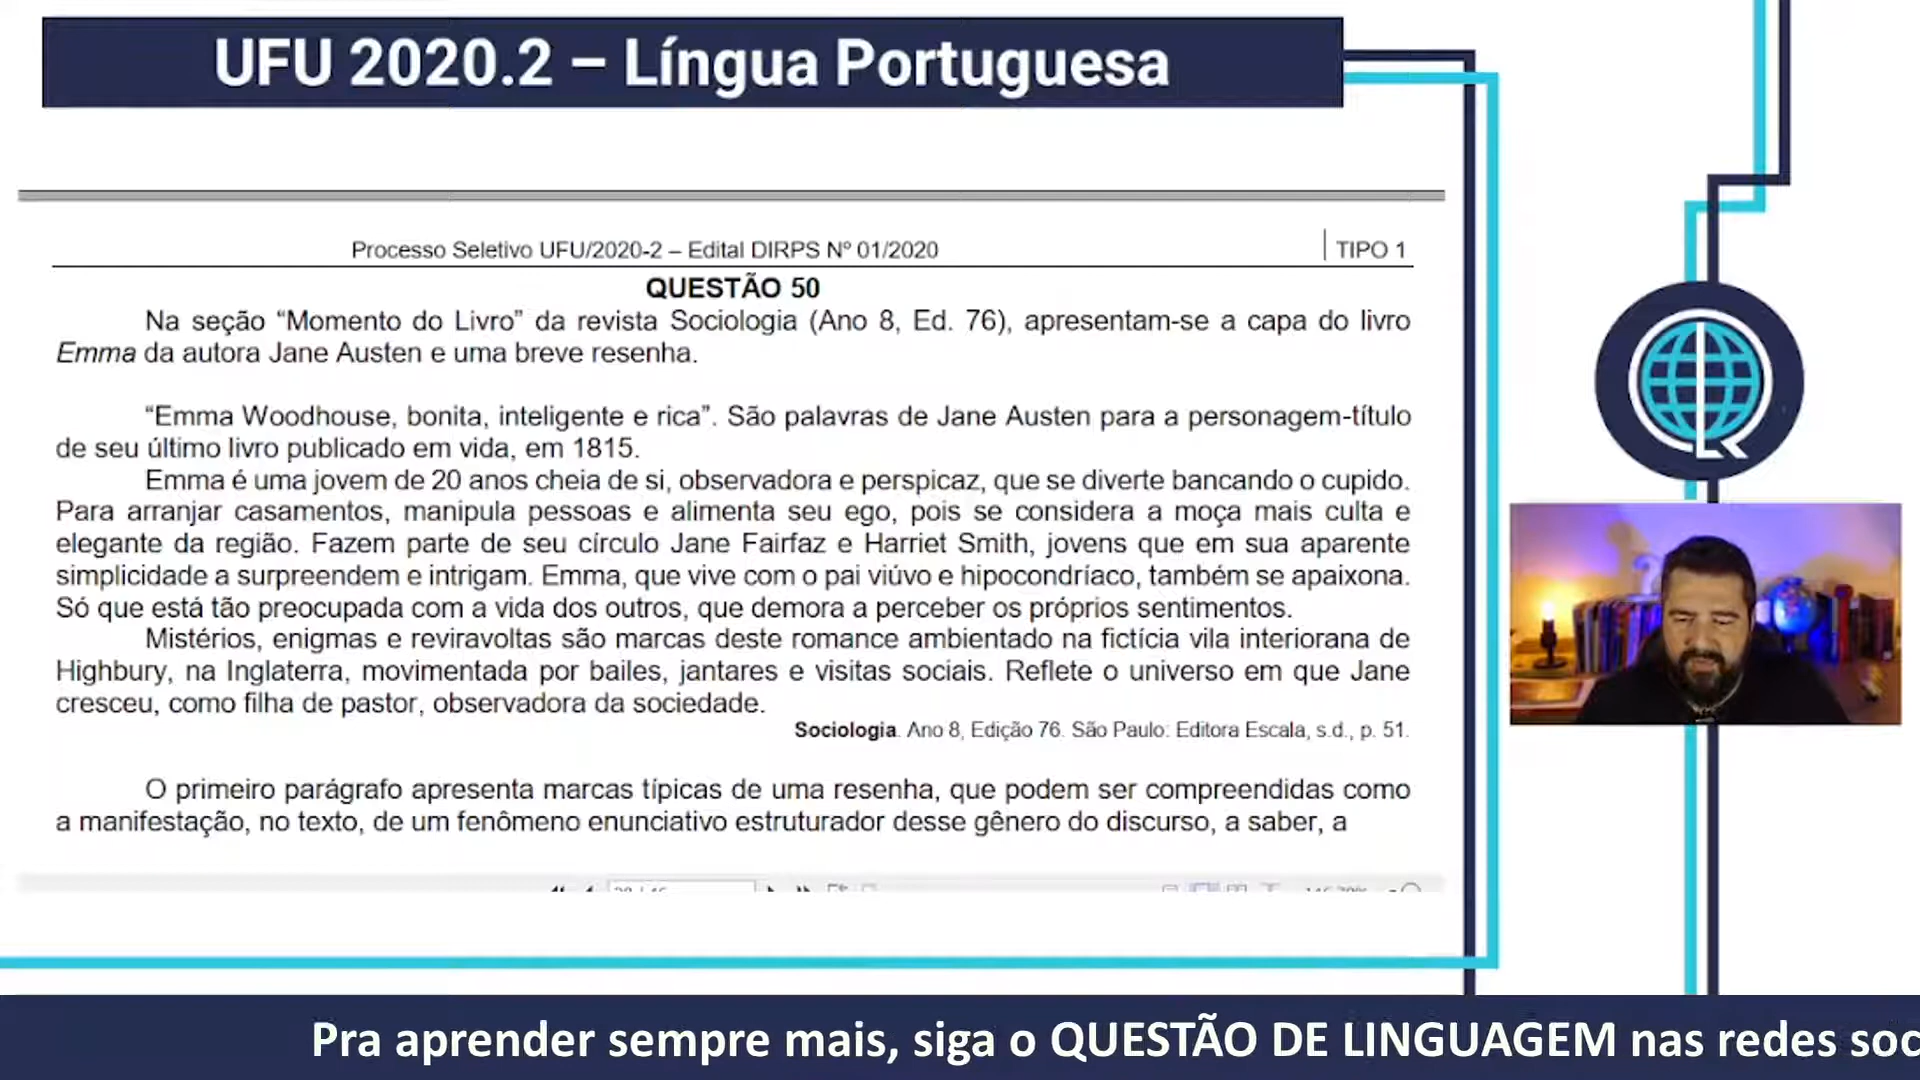 UFU 2020.2 – Língua Portuguesa
Processo Seletivo UFU/2020-2 – Edital DIRPS Nº 01/2020
TIPO 1
QUESTÃO 50
Na seção “Momento do Livro” da revista Sociologia (Ano 8, Ed. 76), apresentam-se a capa do livro
Emma da autora Jane Austen e uma breve resenha.
“Emma Woodhouse, bonita, inteligente e rica”. São palavras de Jane Austen para a personagem-título
de seu último livro publicado em vida, em 1815.
Emma é uma jovem de 20 anos cheia de si, observadora e perspicaz, que se diverte bancando o cupido.
Para arranjar casamentos, manipula pessoas e alimenta seu ego, pois se considera a moça mais culta e
elegante da região. Fazem parte de seu círculo Jane Fairfaz e Harriet Smith, jovens que em sua aparente
simplicidade a surpreendem e intrigam. Emma, que vive com o pai viúvo e hipocondríaco, também se apaixona.
Só que está tão preocupada com a vida dos outros, que demora a perceber os próprios sentimentos.
Mistérios, enigmas e reviravoltas são marcas deste romance ambientado na fictícia vila interiorana de
Highbury, na Inglaterra, movimentada por bailes, jantares e visitas sociais. Reflete o universo em que Jane
cresceu, como filha de pastor, observadora da sociedade.
Sociologia. Ano 8, Edição 76. São Paulo: Editora Escala, s.d., p. 51.
O primeiro parágrafo apresenta marcas típicas de uma resenha, que podem ser compreendidas como
a manifestação, no texto, de um fenômeno enunciativo estruturador desse gênero do discurso, a saber, a
Pra aprender sempre mais, siga o QUESTÃO DE LINGUAGEM nas redes soc